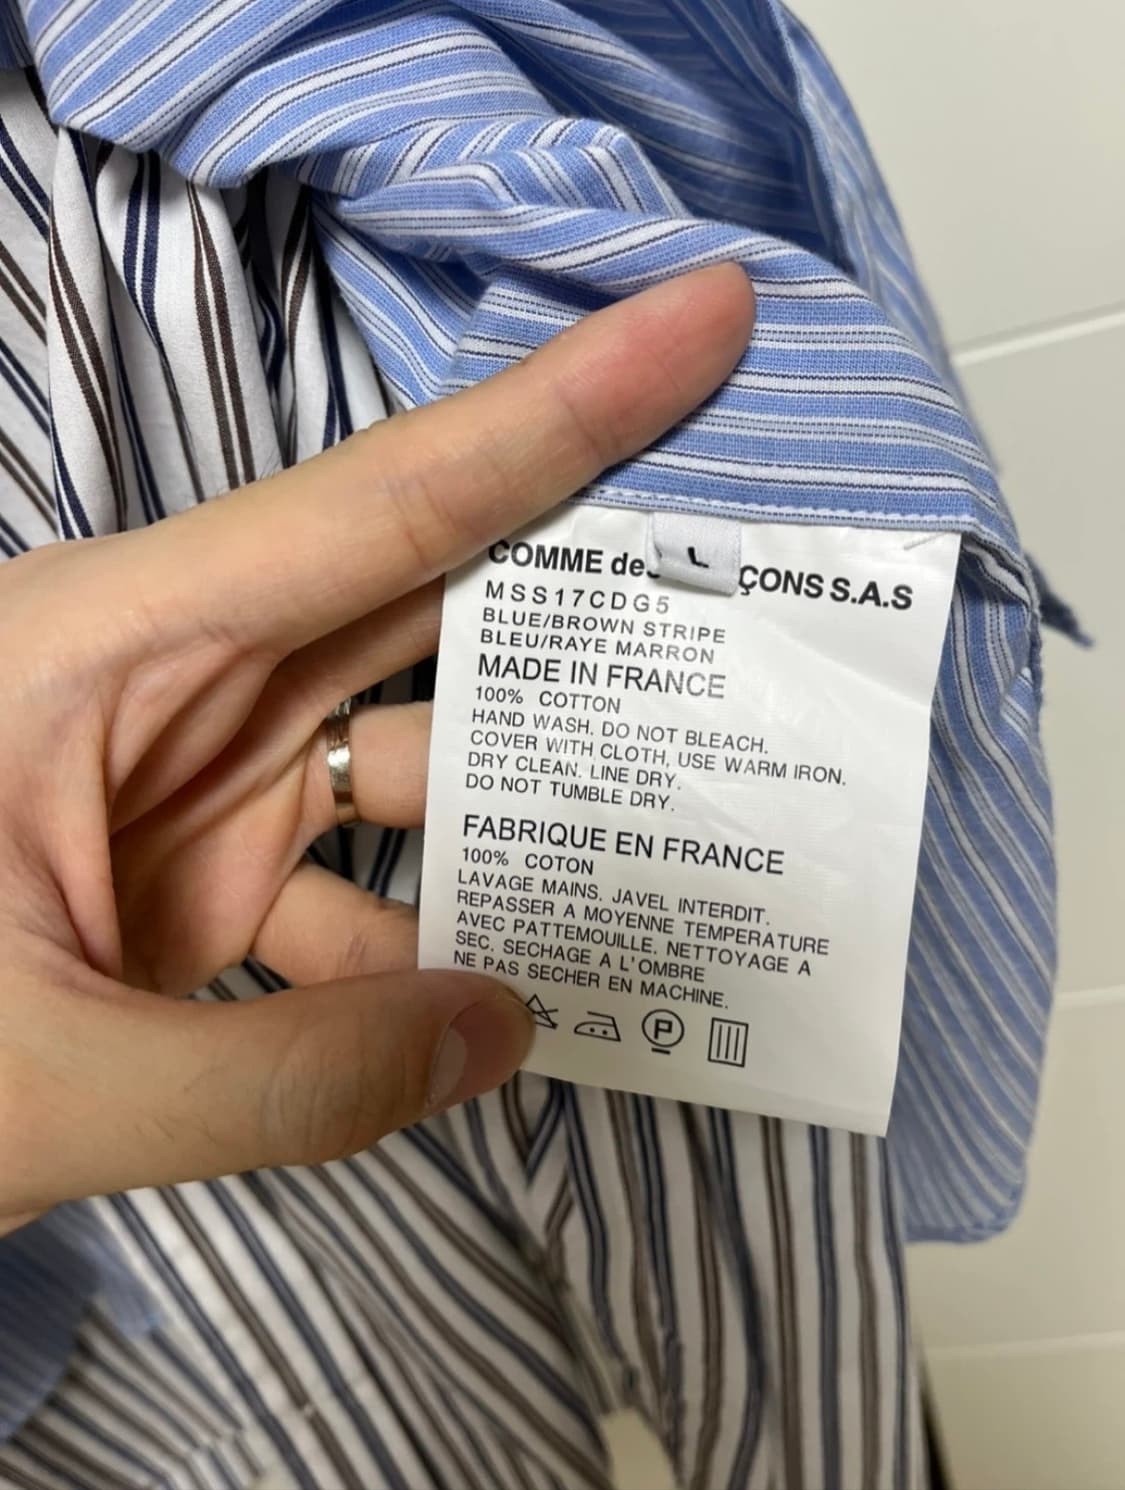 L
COMME de ÇONS S.A.S
MSS17CDG5
BLUE/BROWN STRIPE
BLEU/RAYE MARRON
MADE IN FRANCE
100% COTTON
HAND WASH. DO NOT BLEACH.
COVER WITH CLOTH, USE WARM IRON.
DRY CLEAN. LINE DRY.
DO NOT TUMBLE DRY.
FABRIQUE EN FRANCE
100% COTON
LAVAGE MAINS. JAVEL INTERDIT.
REPASSER A MOYENNE TEMPERATURE
AVEC PATTEMOUILLE. NETTOYAGE A
SEC. SECHAGE A L'OMBRE
NE PAS SECHER EN MACHINE.
P